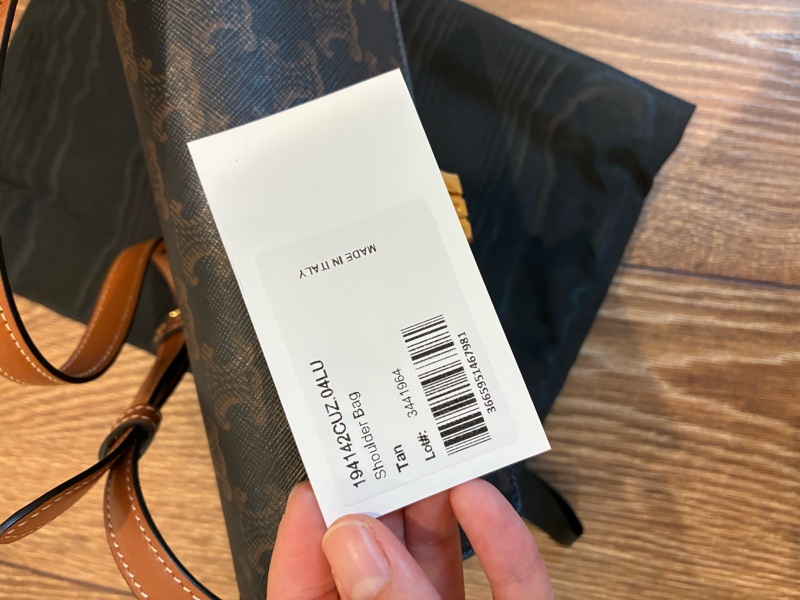 MADE IN ITALY
194142CUZ.04LU
Shoulder Bag
Tan
Lot#: 3441964
3665951467981